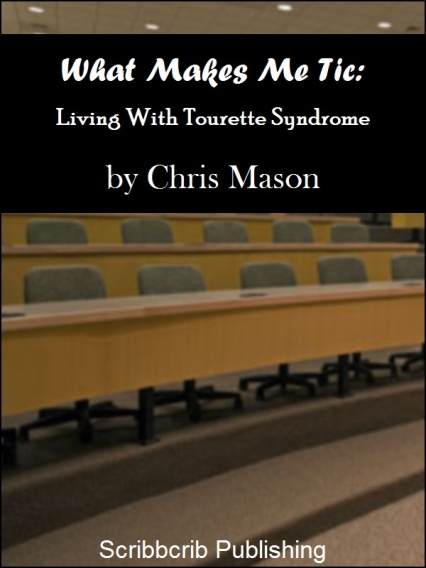 What Makes Me Tic:
Living With Tourette Syndrome
by Chris Mason
Scribbcrib Publishing